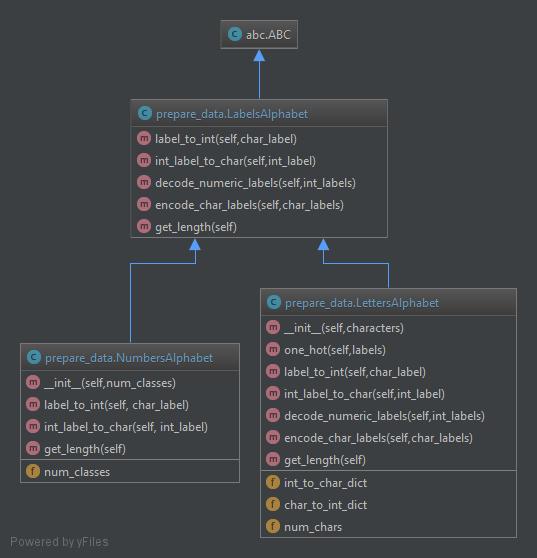 C abc.ABC
C prepare_data.LabelsAlphabet
m label_to_int(self,char_label)
m int_label_to_char(self,int_label)
m decode_numeric_labels(self,int_labels)
m encode_char_labels(self,char_labels)
m get_length(self)
C prepare_data.NumbersAlphabet
m __init__(self,num_classes)
m label_to_int(self, char_label)
m int_label_to_char(self, int_label)
m get_length(self)
f num_classes
C prepare_data.LettersAlphabet
m __init__(self,characters)
m one_hot(self,labels)
m label_to_int(self,char_label)
m int_label_to_char(self,int_label)
m decode_numeric_labels(self,int_labels)
m encode_char_labels(self,char_labels)
m get_length(self)
f int_to_char_dict
f char_to_int_dict
f num_chars
Powered by yFiles